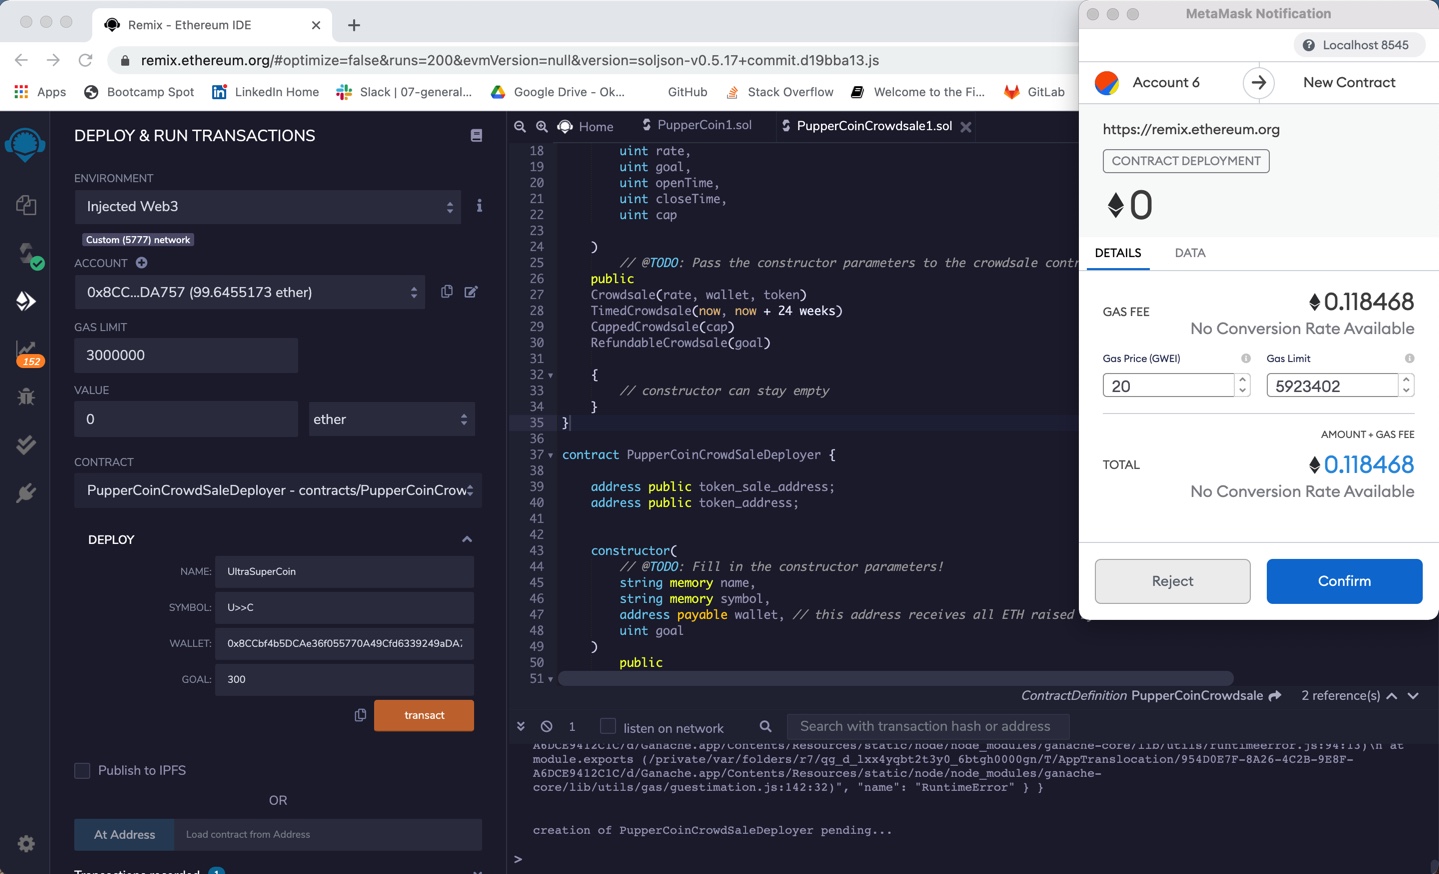 Remix - Ethereum IDE
remix.ethereum.org/#optimize=false&runs=200&evmVersion=null&version=soljson-v0.5.17+commit.d19bba13.js
Apps
Bootcamp Spot
LinkedIn Home
Slack | 07-general...
Google Drive - Ok...
GitHub
Stack Overflow
Welcome to the Fi...
GitLab
DEPLOY & RUN TRANSACTIONS
ENVIRONMENT
Injected Web3
Custom (5777) network
ACCOUNT
0x8CC...DA757 (99.6455173 ether)
GAS LIMIT
3000000
VALUE
0
ether
CONTRACT
PupperCoinCrowdSaleDeployer - contracts/PupperCoinCrow
152
DEPLOY
NAME:
UltraSuperCoin
SYMBOL:
U>>C
WALLET:
0x8CCbf4b5DCAe36f055770A49Cfd6339249aDA7
GOAL:
300
transact
Publish to IPFS
OR
At Address
Load contract from Address
Transactions recorded 1
Home
PupperCoin1.sol
PupperCoinCrowdsale1.sol
18 uint rate,
19 uint goal,
20 uint openTime,
21 uint closeTime,
22 uint cap
23
24 )
25 // @TODO: Pass the constructor parameters to the crowdsale contr
26 public
27 Crowdsale(rate, wallet, token)
28 TimedCrowdsale(now, now + 24 weeks)
29 CappedCrowdsale(cap)
30 RefundableCrowdsale(goal)
31
32 {
33 // constructor can stay empty
34 }
35 }
36
37 contract PupperCoinCrowdSaleDeployer {
38
39 address public token_sale_address;
40 address public token_address;
41
42
43 constructor(
44 // @TODO: Fill in the constructor parameters!
45 string memory name,
46 string memory symbol,
47 address payable wallet, // this address receives all ETH raised
48 uint goal
49 )
50 public
51
ContractDefinition PupperCoinCrowdsale
2 reference(s)
1
listen on network
Search with transaction hash or address
A6DCE9412C1C/d/Ganache.app/Contents/Resources/static/node/node_modules/ganache-core/lib/utils/runtimeerror.js:94:13)\n at
module.exports (/private/var/folders/r7/qg_d_lxx4yqbt2t3y0_6btgh0000gn/T/AppTranslocation/954D0E7F-8A26-4C2B-9E8F-
A6DCE9412C1C/d/Ganache.app/Contents/Resources/static/node/node_modules/ganache-
core/lib/utils/gas/guestimation.js:142:32)", "name": "RuntimeError" } }
creation of PupperCoinCrowdSaleDeployer pending...
>
MetaMask Notification
Localhost 8545
Account 6
New Contract
https://remix.ethereum.org
CONTRACT DEPLOYMENT
0
DETAILS
DATA
GAS FEE
0.118468
No Conversion Rate Available
Gas Price (GWEI)
Gas Limit
20
5923402
AMOUNT + GAS FEE
TOTAL
0.118468
No Conversion Rate Available
Reject
Confirm